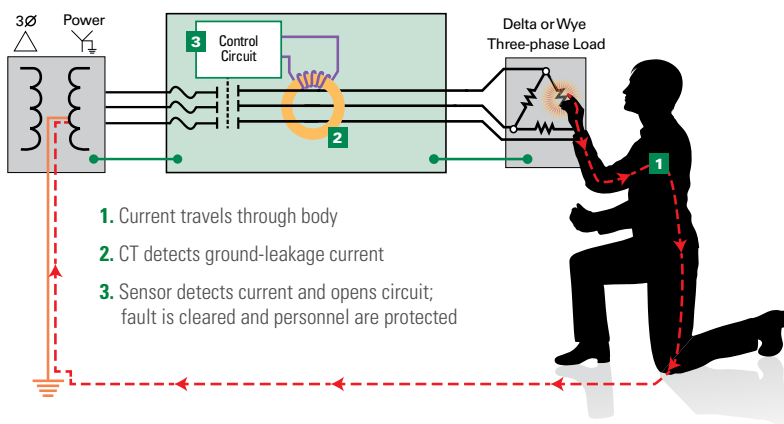 3Ø
Power
3
Control
Circuit
2
Delta or Wye
Three-phase Load
1
1. Current travels through body
2. CT detects ground-leakage current
3. Sensor detects current and opens circuit;
fault is cleared and personnel are protected